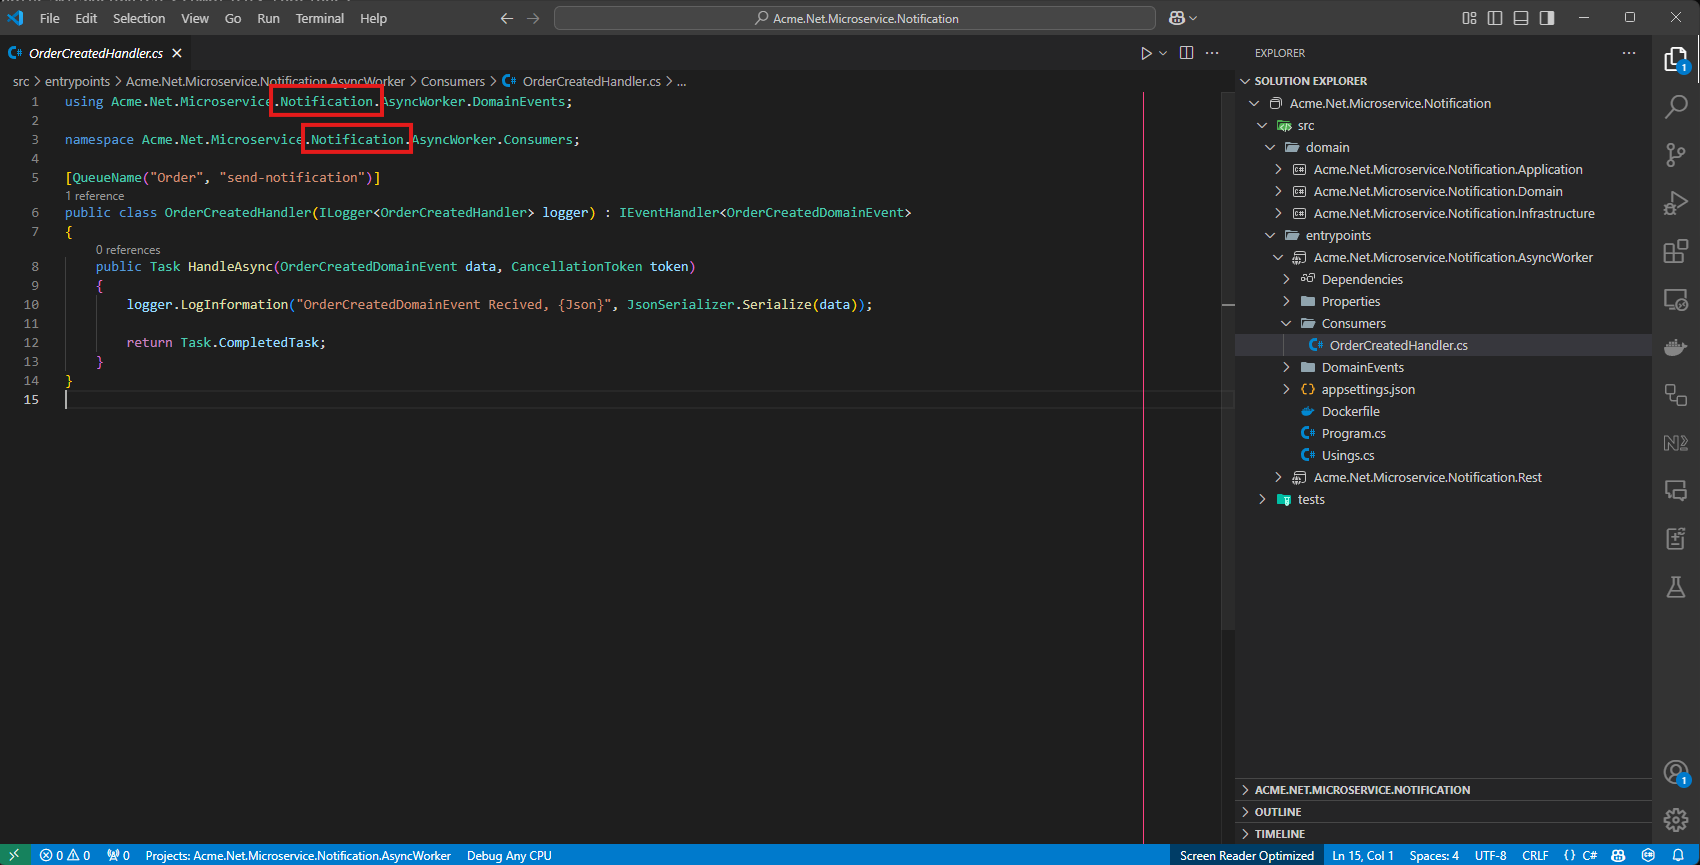 File Edit Selection View Go Run Terminal Help
Acme.Net.Microservice.Notification
OrderCreatedHandler.cs
src > entrypoints > Acme.Net.Microservice.Notification.AsyncWorker > Consumers > OrderCreatedHandler.cs > ...
1 using Acme.Net.Microservice.Notification.AsyncWorker.DomainEvents;
2
3 namespace Acme.Net.Microservice.Notification.AsyncWorker.Consumers;
4
5 [QueueName("Order", "send-notification")]
1 reference
6 public class OrderCreatedHandler(ILogger<OrderCreatedHandler> logger) : IEventHandler<OrderCreatedDomainEvent>
7 {
0 references
8 public Task HandleAsync(OrderCreatedDomainEvent data, CancellationToken token)
9 {
10 logger.LogInformation("OrderCreatedDomainEvent Recived, {Json}", JsonSerializer.Serialize(data));
11
12 return Task.CompletedTask;
13 }
14 }
15
EXPLORER
SOLUTION EXPLORER
Acme.Net.Microservice.Notification
src
domain
Acme.Net.Microservice.Notification.Application
Acme.Net.Microservice.Notification.Domain
Acme.Net.Microservice.Notification.Infrastructure
entrypoints
Acme.Net.Microservice.Notification.AsyncWorker
Dependencies
Properties
Consumers
OrderCreatedHandler.cs
DomainEvents
appsettings.json
Dockerfile
Program.cs
Usings.cs
Acme.Net.Microservice.Notification.Rest
tests
ACME.NET.MICROSERVICE.NOTIFICATION
OUTLINE
TIMELINE
1
1
0 0 0 Projects: Acme.Net.Microservice.Notification.AsyncWorker Debug Any CPU Screen Reader Optimized Ln 15, Col 1 Spaces: 4 UTF-8 CRLF {} C#